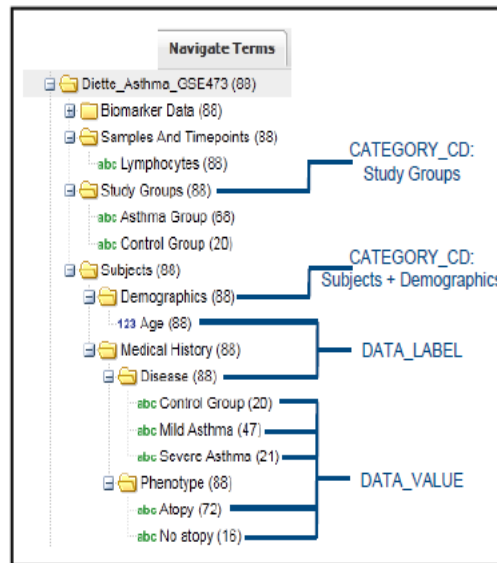 Navigate Terms
Diette_Asthma_GSE473 (88)
Biomarker Data (88)
Samples And Timepoints (88)
abc Lymphocytes (88)
Study Groups (88)
abc Asthma Group (68)
abc Control Group (20)
Subjects (88)
Demographics (88)
123 Age (88)
Medical History (88)
Disease (88)
abc Control Group (20)
abc Mild Asthma (47)
abc Severe Asthma (21)
Phenotype (88)
abc Atopy (72)
abc No atopy (16)
CATEGORY_CD:
Study Groups
CATEGORY_CD:
Subjects + Demographics
DATA_LABEL
DATA_VALUE